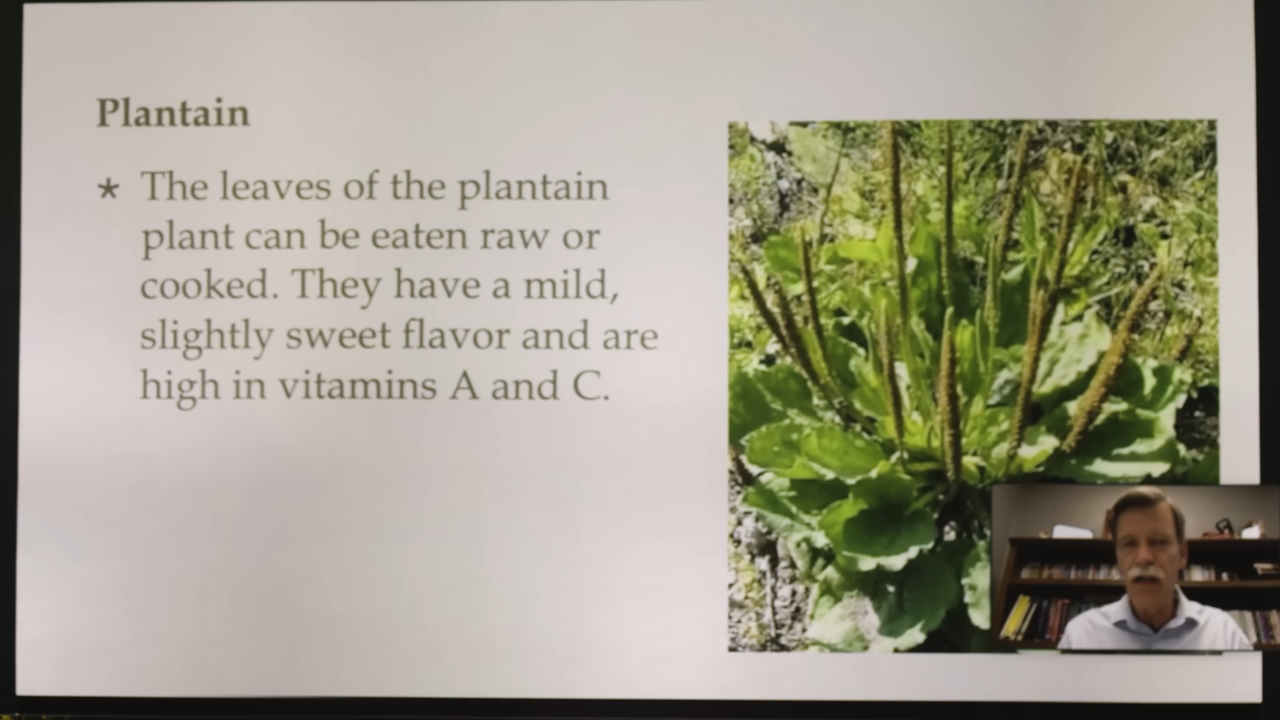 Plantain
* The leaves of the plantain
plant can be eaten raw or
cooked. They have a mild,
slightly sweet flavor and are
high in vitamins A and C.